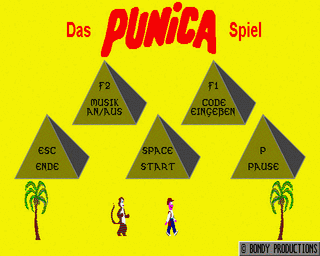 Das PUNiCA Spiel
F2
MUSIK
AN/AUS
F1
CODE
EINGEBEN
ESC
ENDE
SPACE
START
P
PAUSE
© BONDY PRODUCTIONS